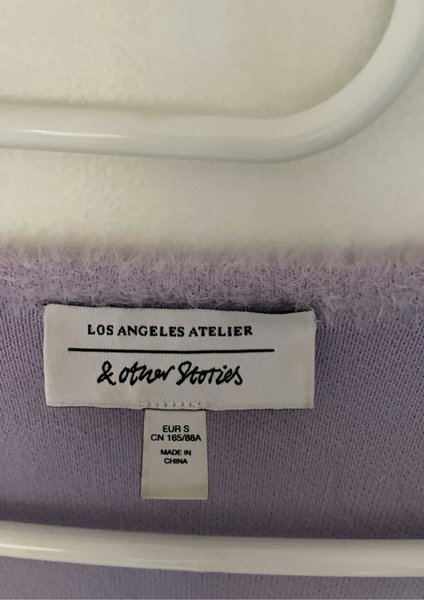 LOS ANGELES ATELIER
& other Stories
EUR S
CN 165/88A
MADE IN
CHINA